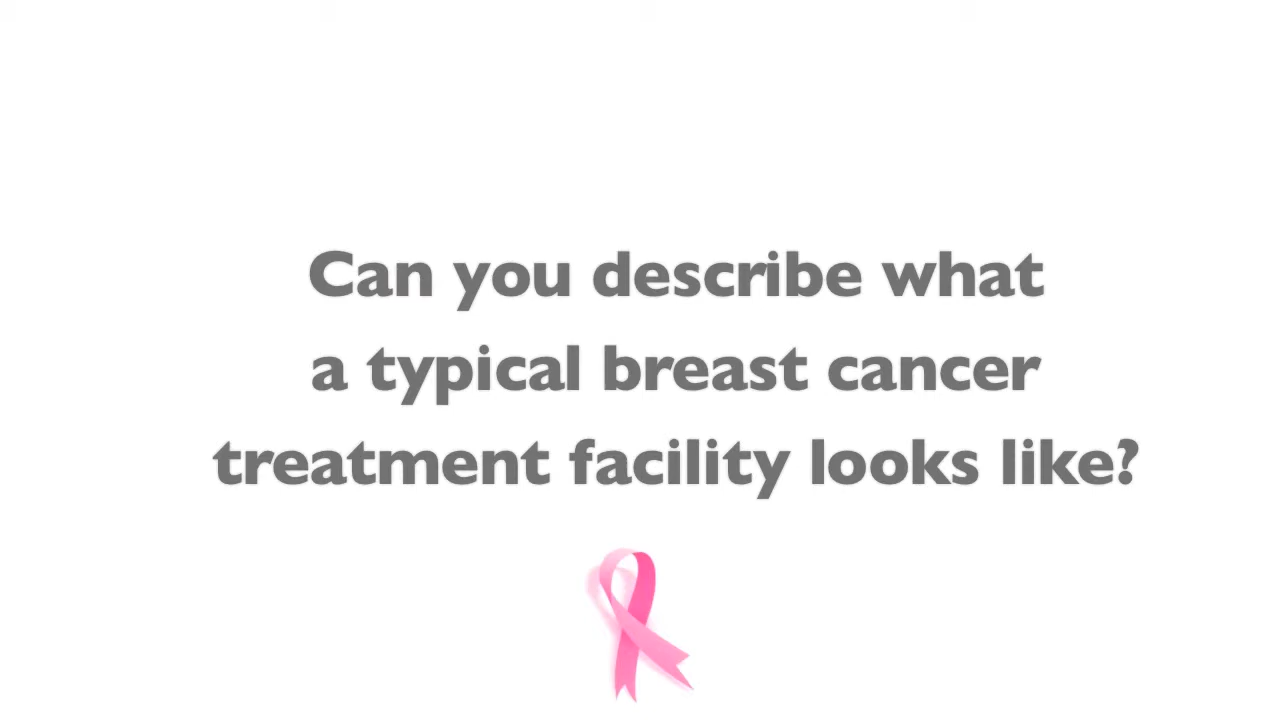 Can you describe what
a typical breast cancer
treatment facility looks like?